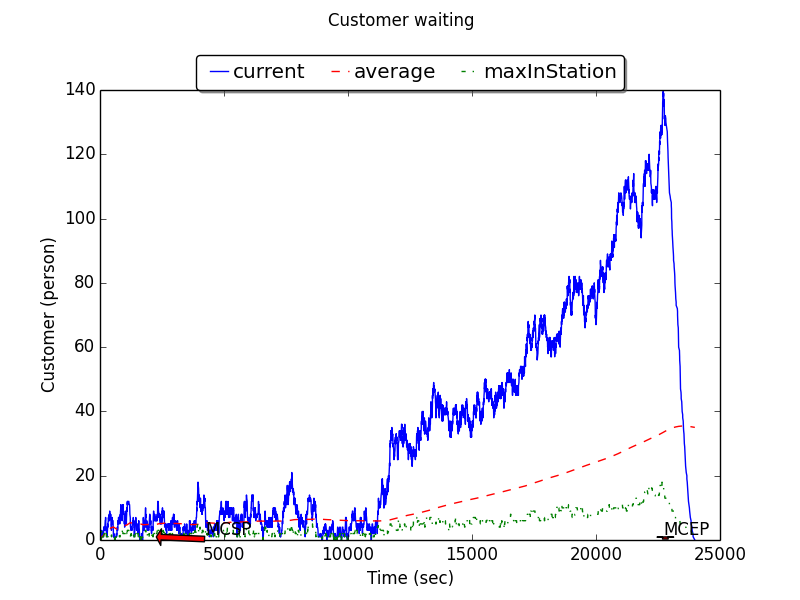 Customer waiting
current average maxInStation
140
120
100
80
60
40
20
0
Customer (person)
MCSP
MCEP
0 5000 10000 15000 20000 25000
Time (sec)